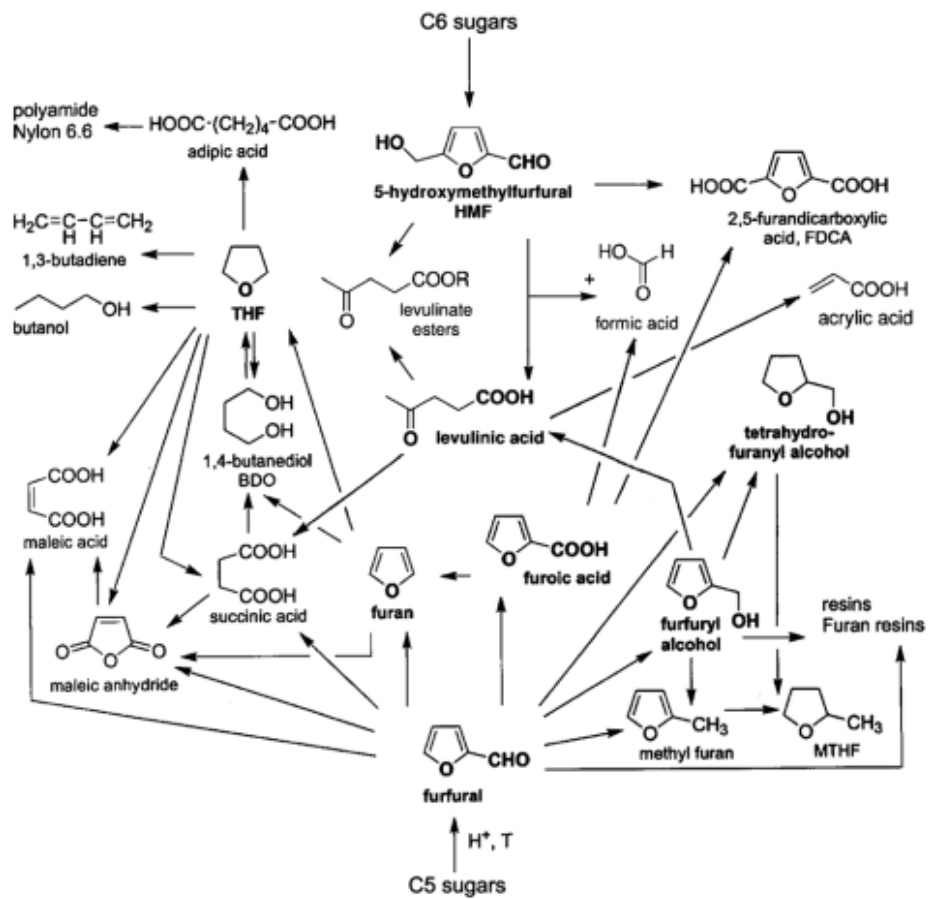 C6 sugars
polyamide
Nylon 6.6
HOOC-(CH2)4-COOH
adipic acid
HO
O
CHO
5-hydroxymethylfurfural
HMF
HOOC
O
COOH
2,5-furandicarboxylic
acid, FDCA
H2C=C-C=CH2
H H
1,3-butadiene
O
THF
OH
butanol
COOR
O
levulinate
esters
+
HO
H
O
formic acid
COOH
acrylic acid
OH
OH
1,4-butanediol
BDO
COOH
O
levulinic acid
O
OH
tetrahydro-
furanyl alcohol
COOH
COOH
maleic acid
COOH
COOH
succinic acid
O
furan
O
COOH
furoic acid
O
OH
furfuryl
alcohol
resins
Furan resins
O
O
O
maleic anhydride
O
CH3
methyl furan
O
CH3
MTHF
O
CHO
furfural
H+, T
C5 sugars